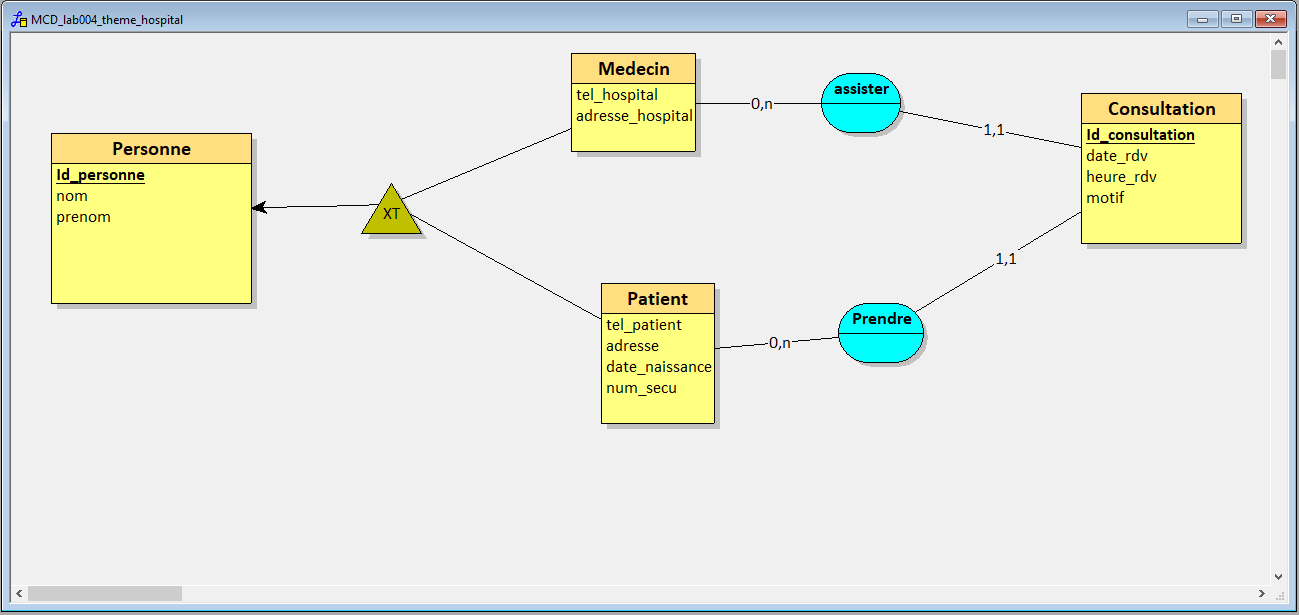 MCD_lab004_theme_hospital
Personne
Id_personne
nom
prenom
XT
Medecin
tel_hospital
adresse_hospital
0,n
assister
1,1
Patient
tel_patient
adresse
date_naissance
num_secu
0,n
Prendre
1,1
Consultation
Id_consultation
date_rdv
heure_rdv
motif